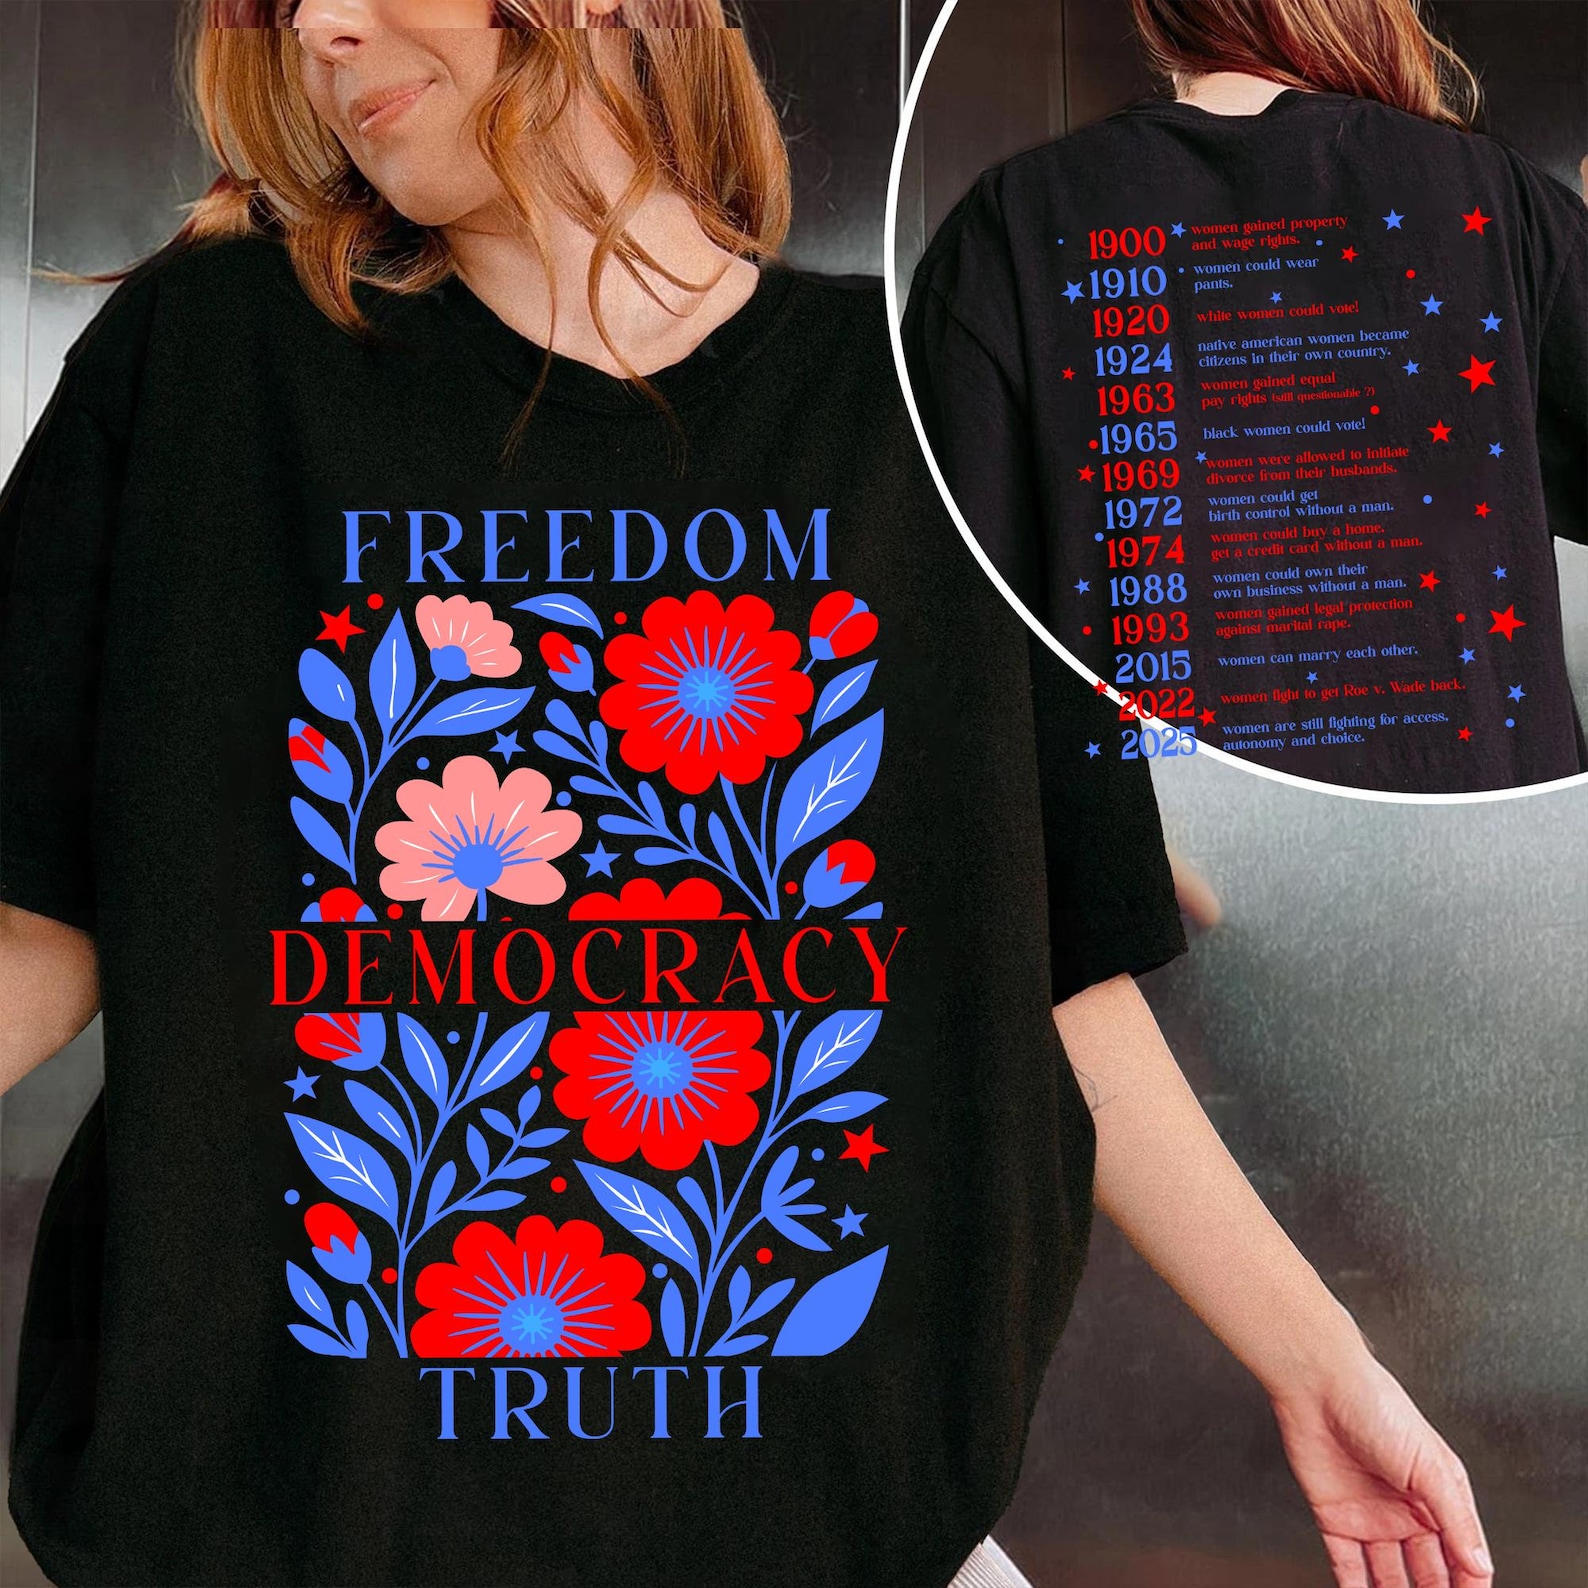 FREEDOM
DEMOCRACY
TRUTH
1900 women gained property
and wage rights.
1910 women could wear
pants.
1920 white women could vote!
1924 native american women became
citizens in their own country.
1963 women gained equal
pay rights (still questionable ?)
1965 black women could vote!
1969 women were allowed to initiate
divorce from their husbands.
1972 women could get
birth control without a man.
1974 women could buy a home,
get a credit card without a man.
1988 women could own their
own business without a man.
1993 women gained legal protection
against marital rape.
2015 women can marry each other.
2022 women fight to get Roe v. Wade back.
2025 women are still fighting for access,
autonomy and choice.